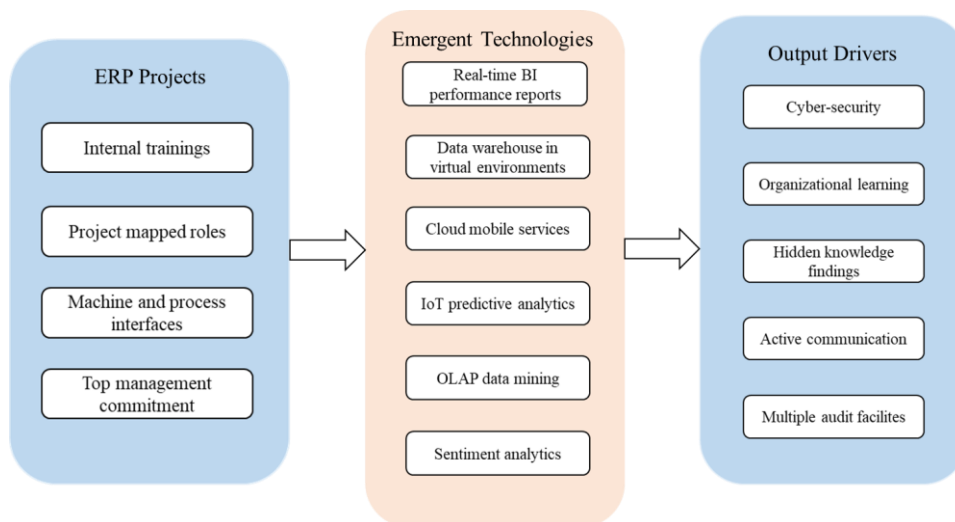 ERP Projects
Internal trainings
Project mapped roles
Machine and process
interfaces
Top management
commitment
Emergent Technologies
Real-time BI
performance reports
Data warehouse in
virtual environments
Cloud mobile services
IoT predictive analytics
OLAP data mining
Sentiment analytics
Output Drivers
Cyber-security
Organizational learning
Hidden knowledge
findings
Active communication
Multiple audit facilites